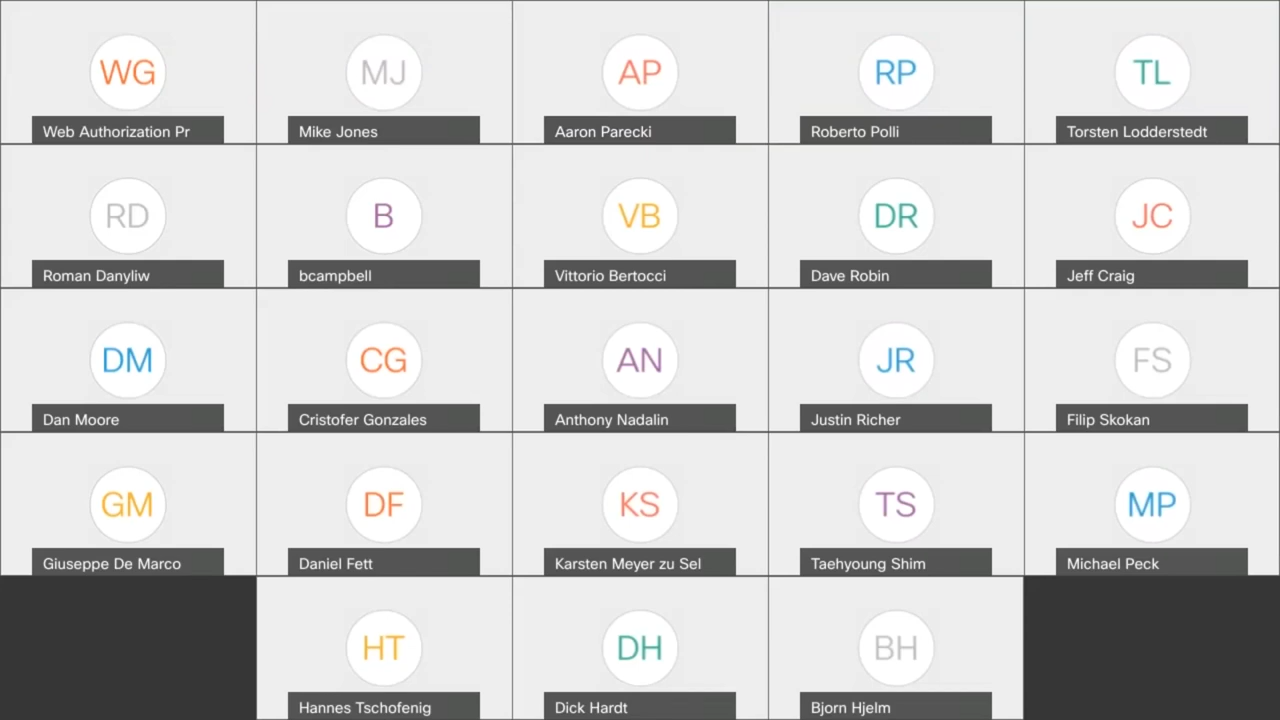 WG
Web Authorization Pr
MJ
Mike Jones
AP
Aaron Parecki
RP
Roberto Polli
TL
Torsten Lodderstedt
RD
Roman Danyliw
B
bcampbell
VB
Vittorio Bertocci
DR
Dave Robin
JC
Jeff Craig
DM
Dan Moore
CG
Cristofer Gonzales
AN
Anthony Nadalin
JR
Justin Richer
FS
Filip Skokan
GM
Giuseppe De Marco
DF
Daniel Fett
KS
Karsten Meyer zu Sel
TS
Taehyoung Shim
MP
Michael Peck
HT
Hannes Tschofenig
DH
Dick Hardt
BH
Bjorn Hjelm